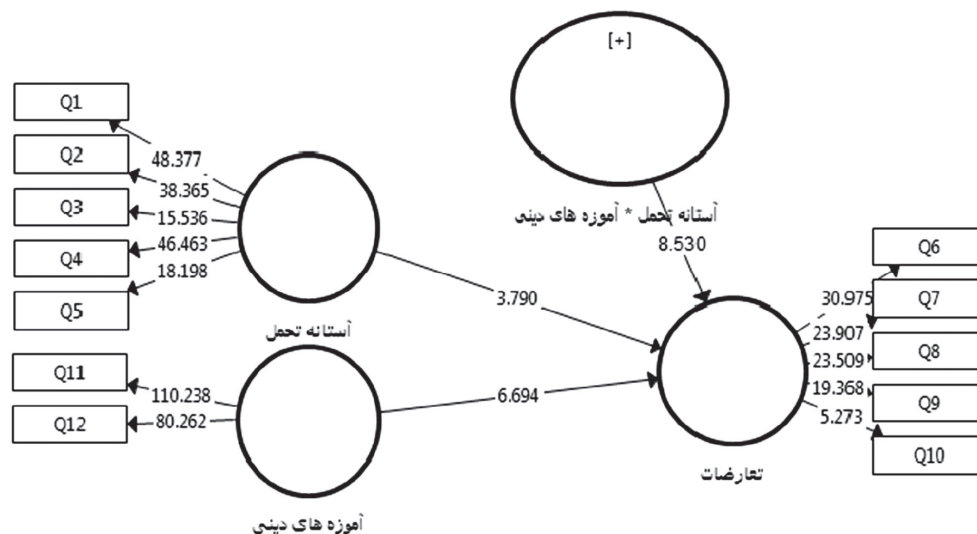 [+]
آستانه تحمل * آموزه های دینی
8.530
Q1
Q2
Q3
Q4
Q5
48.377
38.365
15.536
46.463
18.198
آستانه تحمل
3.790
Q11
Q12
110.238
80.262
آموزه های دینی
6.694
تعارضات
30.975
23.907
23.509
19.368
5.273
Q6
Q7
Q8
Q9
Q10